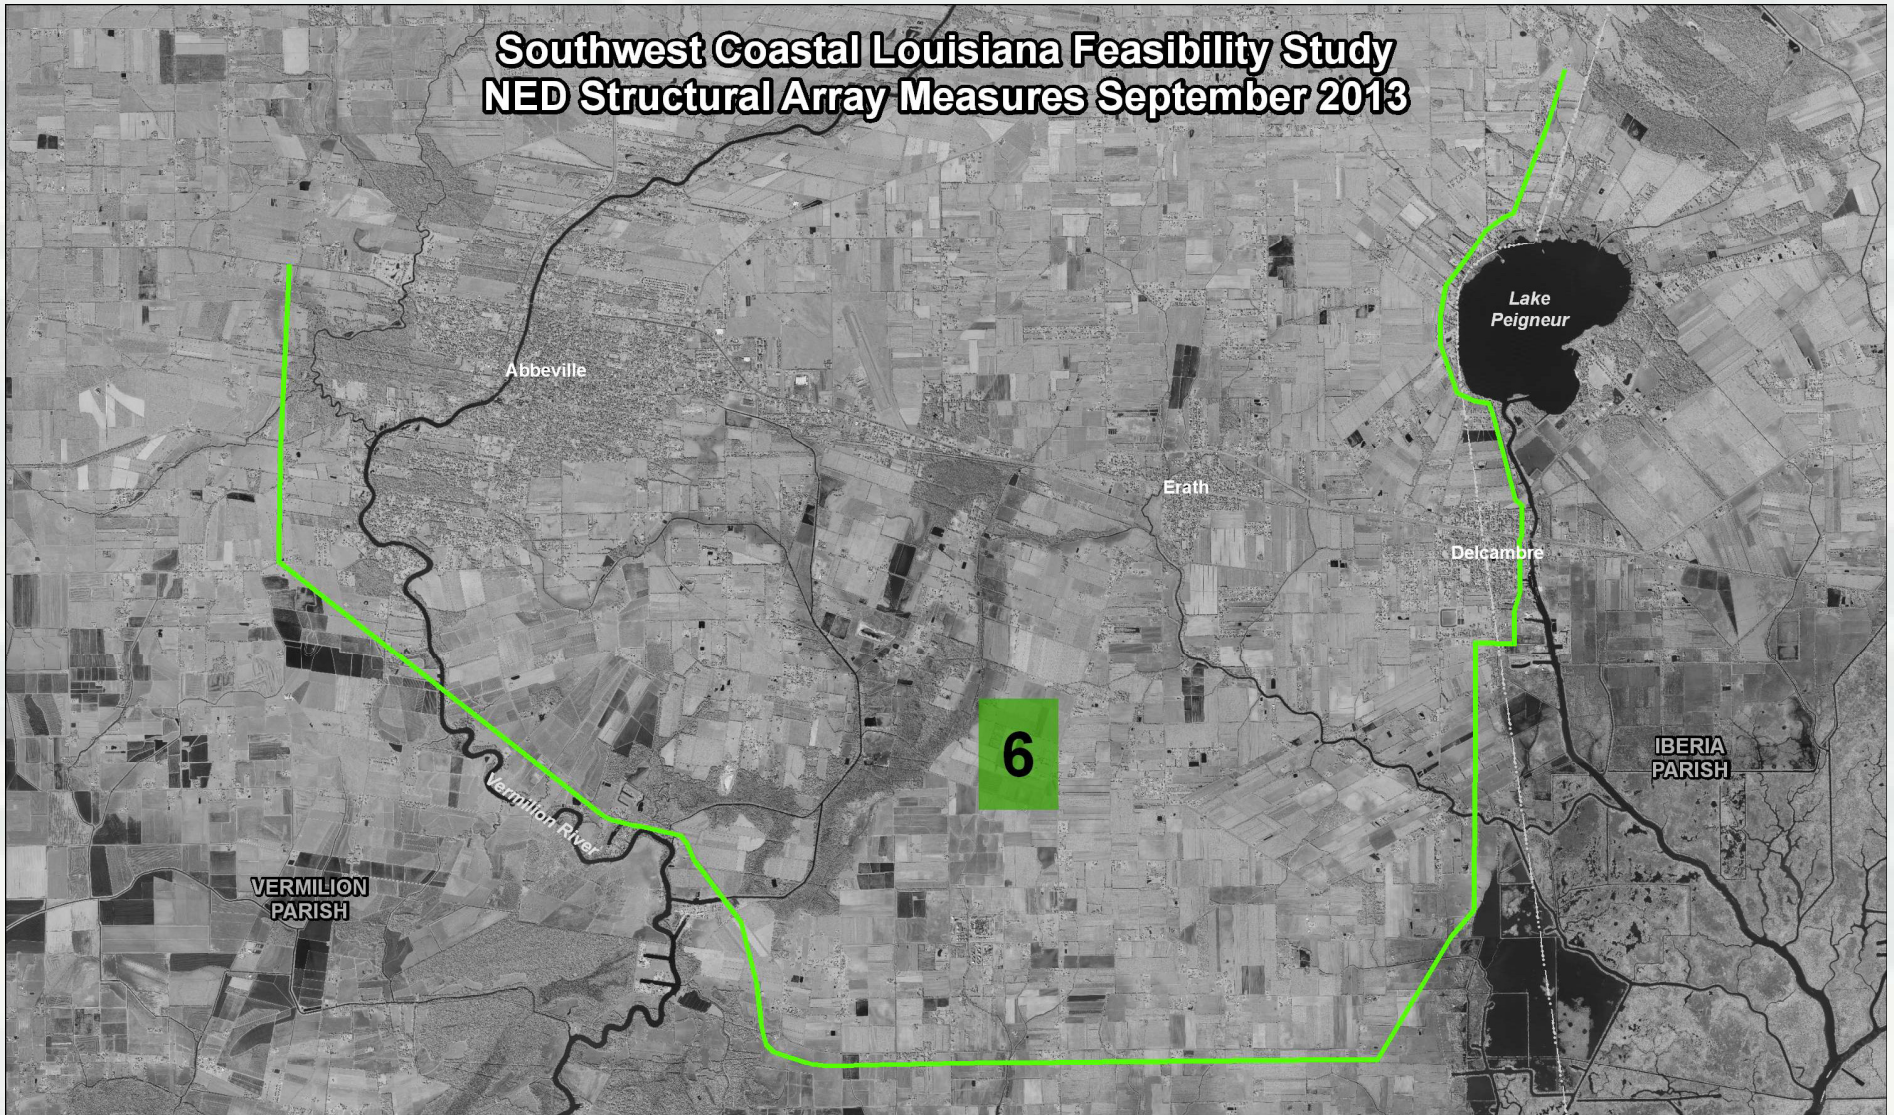 Southwest Coastal Louisiana Feasibility Study
NED Structural Array Measures September 2013
Lake
Peigneur
Abbeville
Erath
Delcambre
6
IBERIA
PARISH
Vermilion River
VERMILION
PARISH